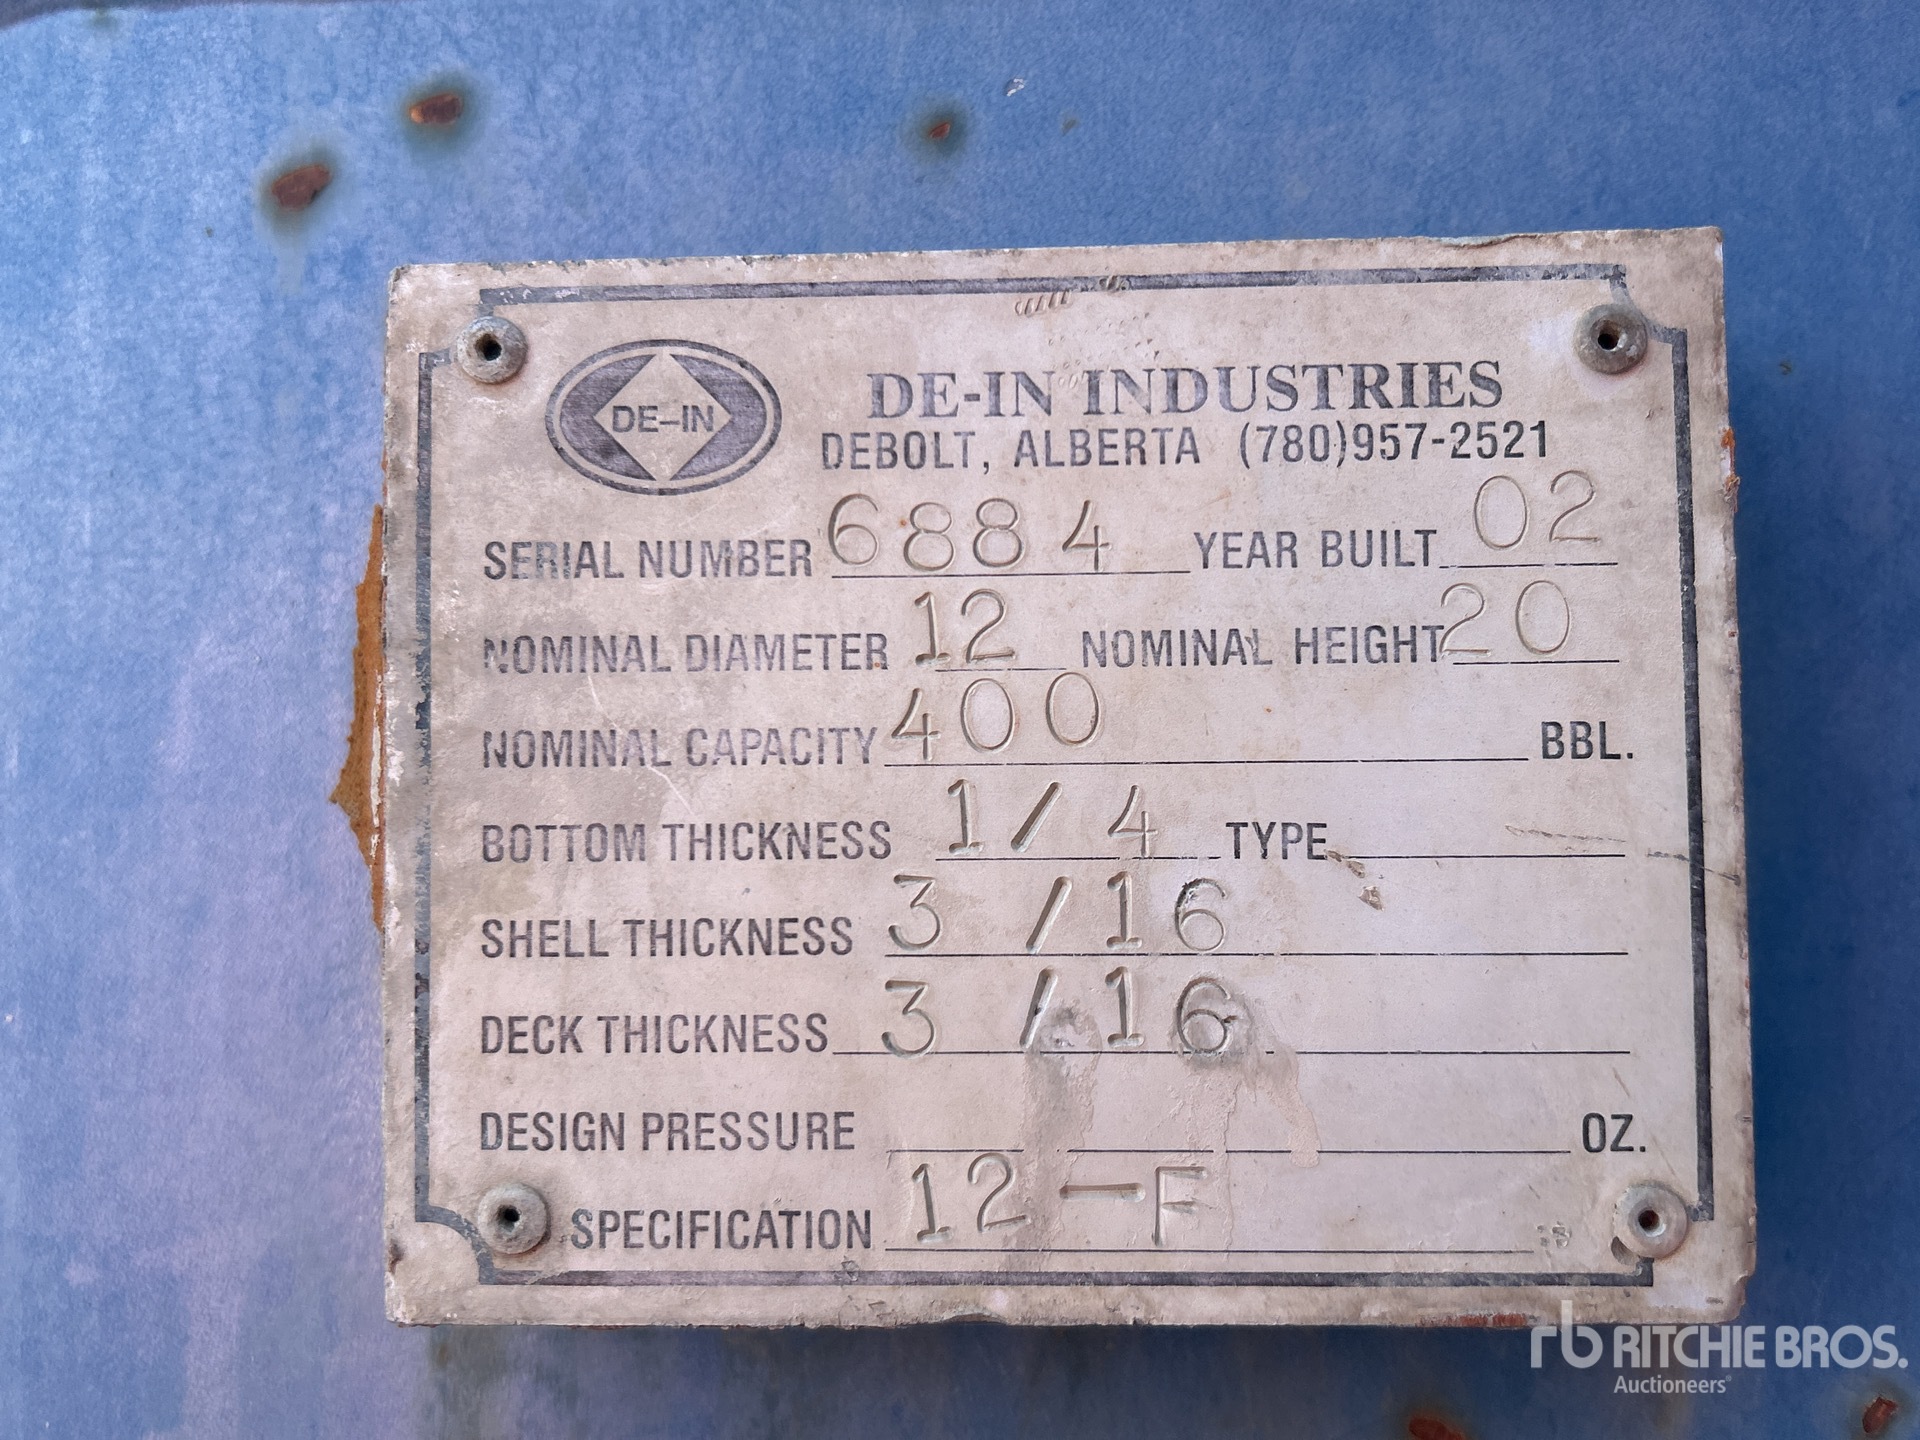 DE-IN
DE-IN INDUSTRIES
DEBOLT, ALBERTA (780)957-2521
SERIAL NUMBER 6884 YEAR BUILT 02
NOMINAL DIAMETER 12 NOMINAL HEIGHT 20
NOMINAL CAPACITY 400 BBL.
BOTTOM THICKNESS 1/4 TYPE
SHELL THICKNESS 3/16
DECK THICKNESS 3/16
DESIGN PRESSURE OZ.
SPECIFICATION 12-F
rb RITCHIE BROS.
Auctioneers